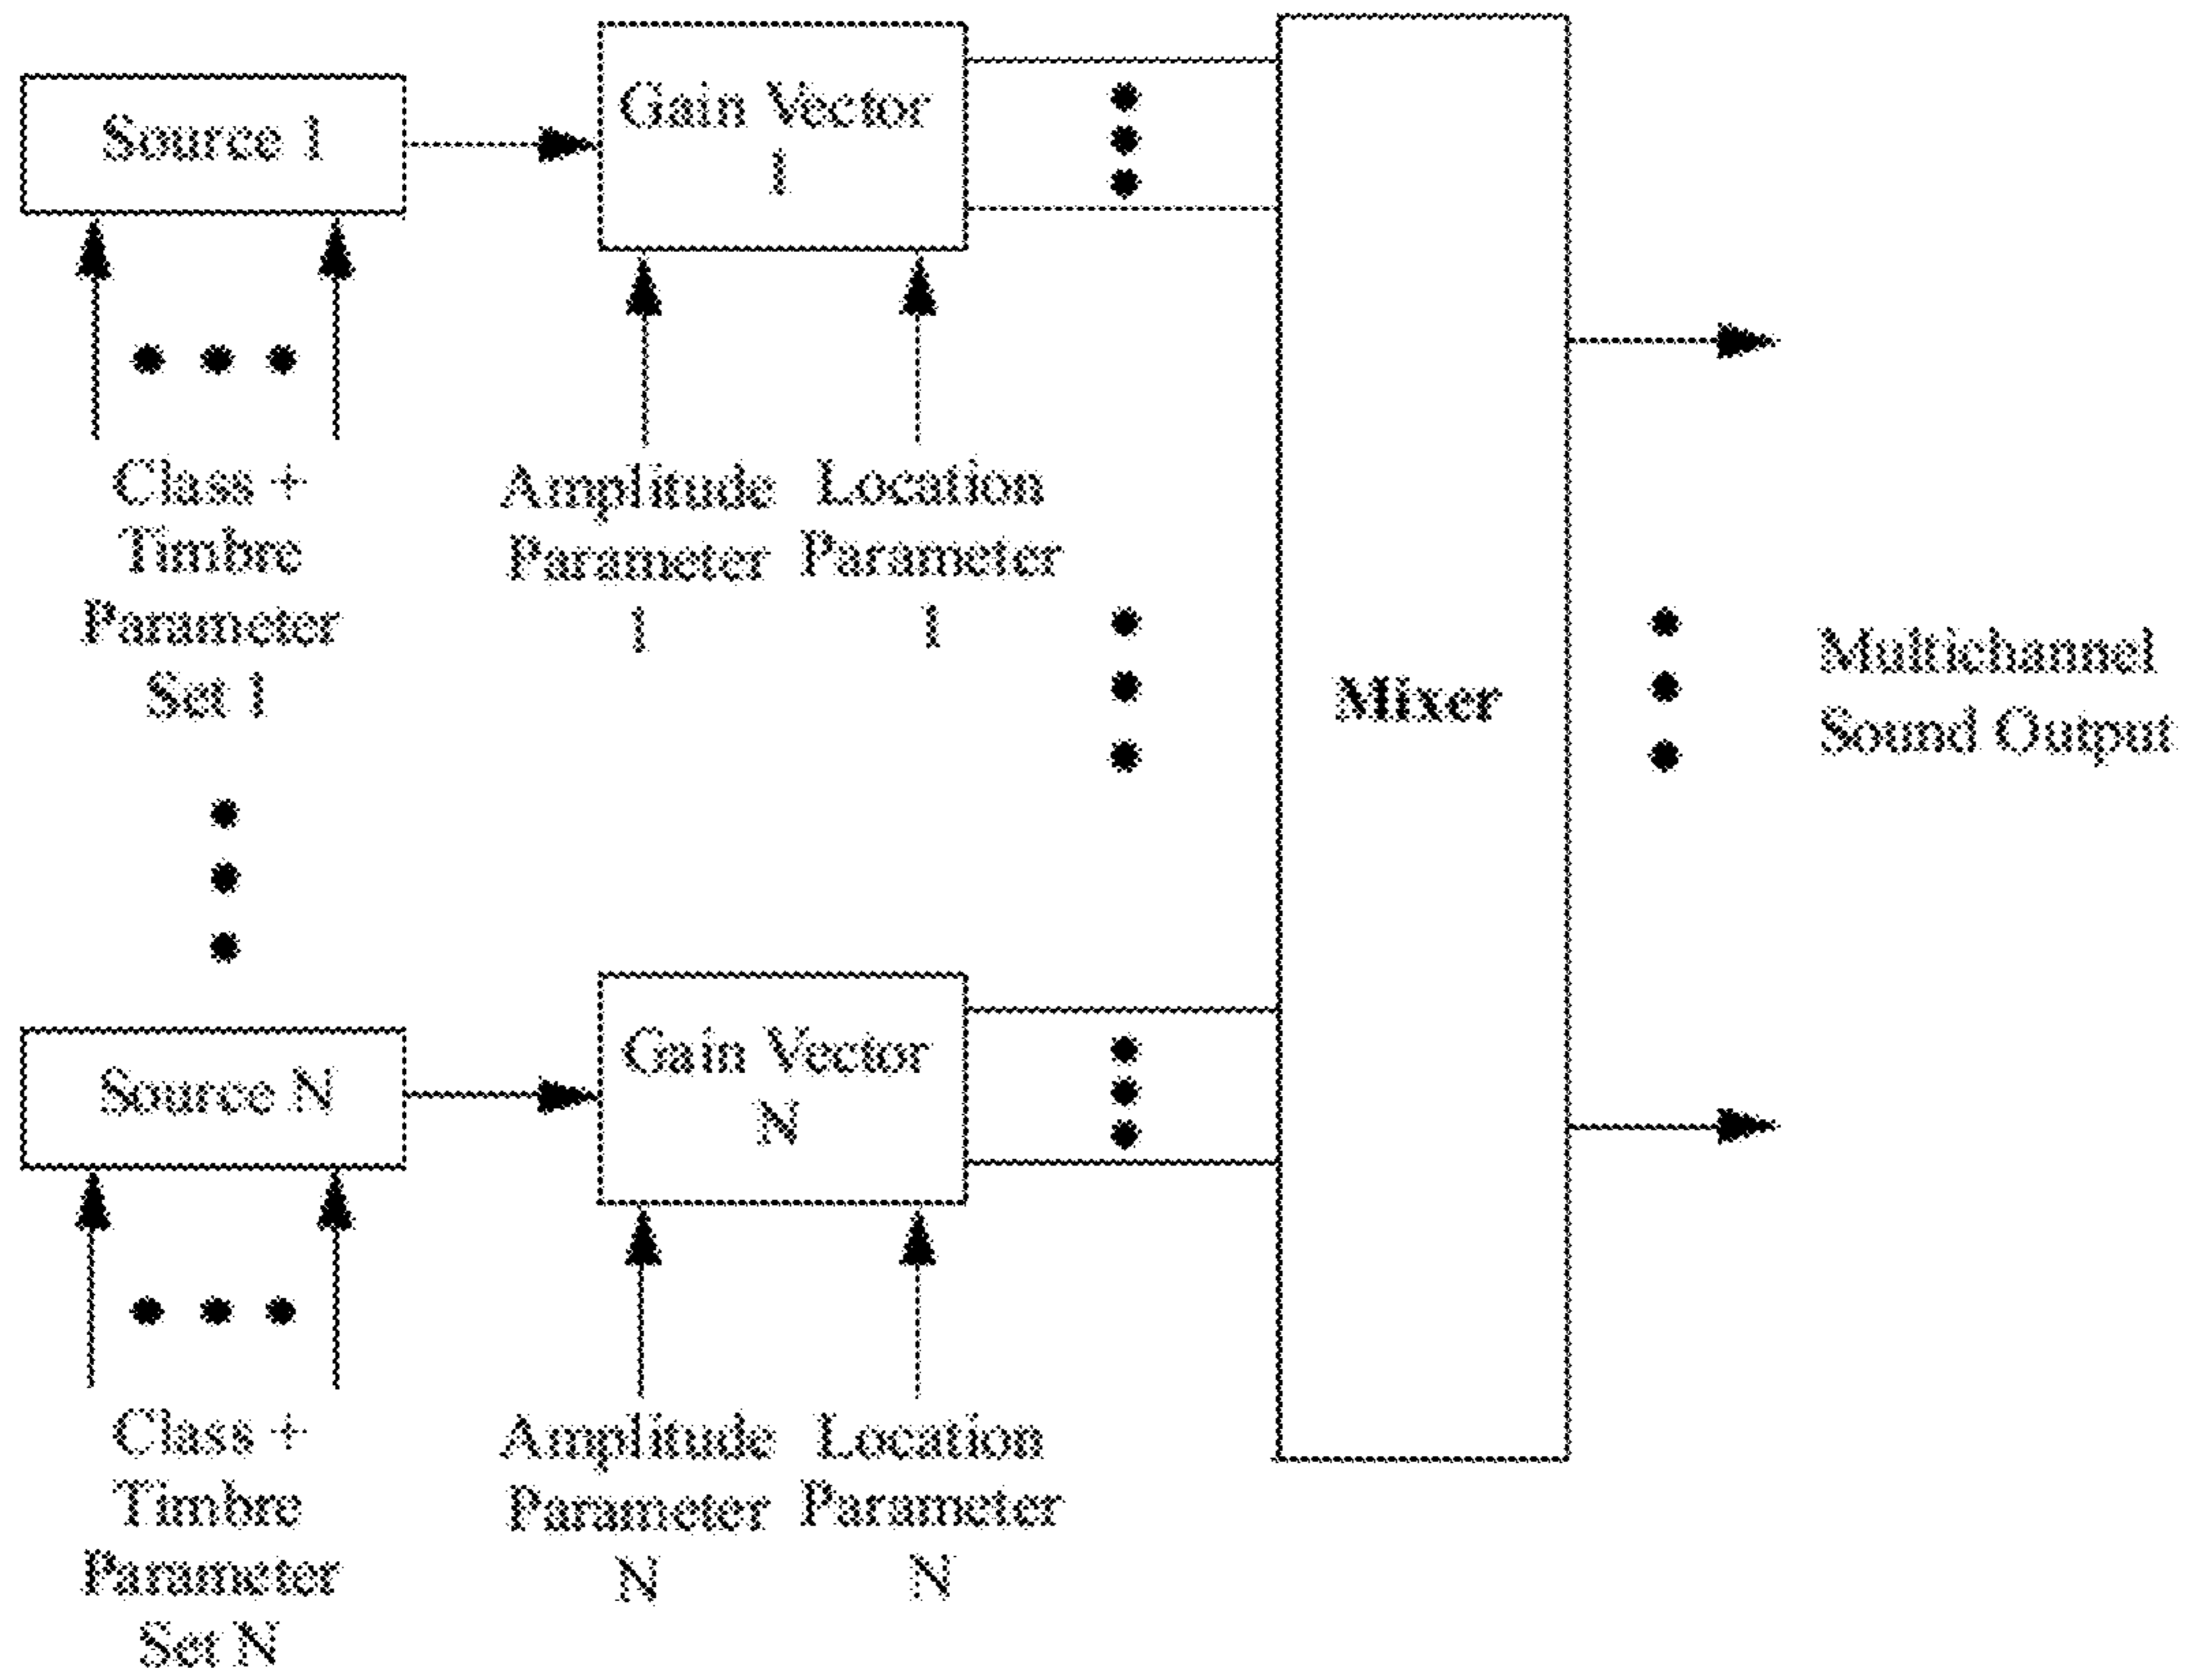 Source 1
Gain Vector
1
Class +
Timbre
Parameter
Set 1
Amplitude
Parameter
1
Location
Parameter
1
Mixer
Multichannel
Sound Output
Source N
Gain Vector
N
Class +
Timbre
Parameter
Set N
Amplitude
Parameter
N
Location
Parameter
N